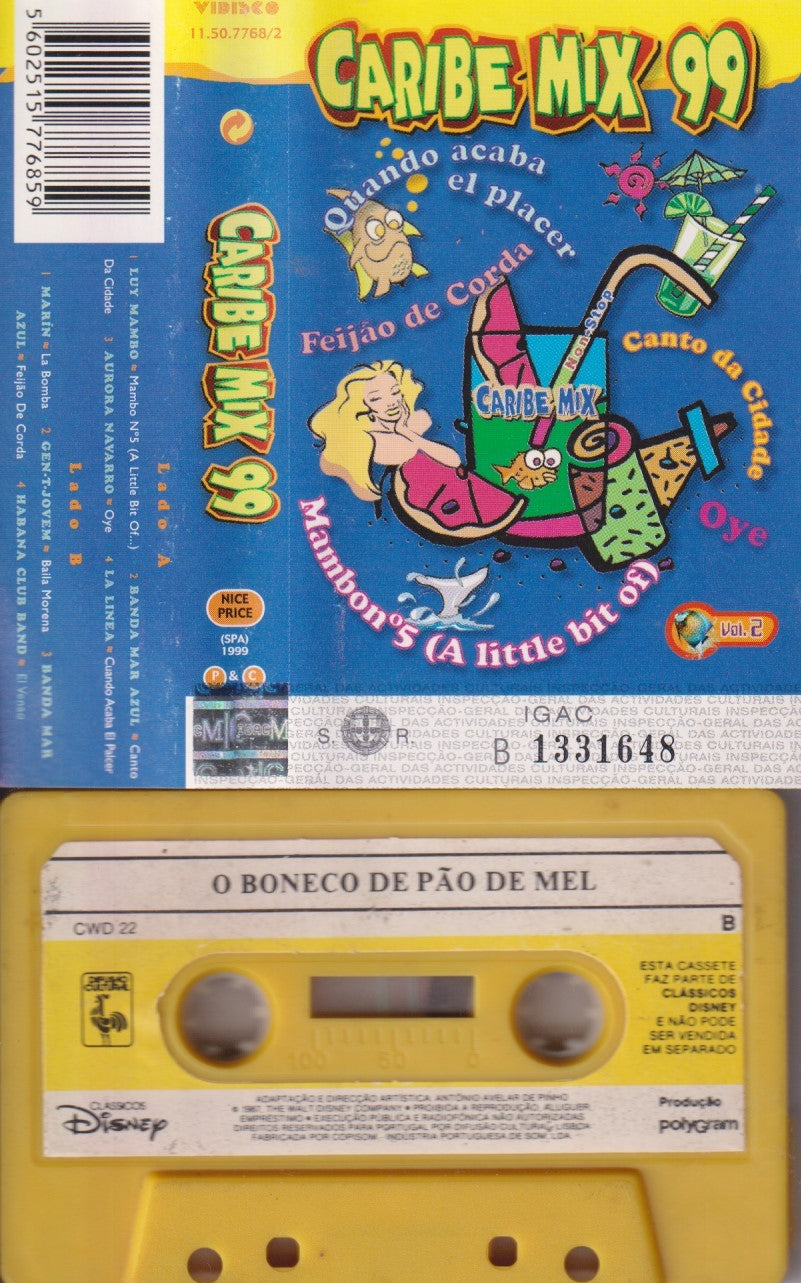 VIDISCO
11.50.7768/2
5 602515 776859
CARIBE MIX 99
Quando acaba
el placer
Feijão de Corda
Non-Stop
CARIBE MIX
Canto da Cidade
Oye
Mambo nº5 (A little bit of)
Vol. 2
CARIBE MIX 99
NICE
PRICE
(SPA)
1999
P & C
Lado A
1 LUY MAMBO Mambo Nº5 (A Little Bit Of...) 2 BANDA MAR AZUL Canto
Da Cidade 3 AURORA NAVARRO Oye 4 LA LINEA Cuando Acaba El Palcer
Lado B
1 MARÍN La Bomba 2 GEN-T-JOVEM Baila Morena 3 BANDA MAR
AZUL Feijão De Corda 4 HABANA CLUB BAND El Venao
IGAC
S. R.
B 1331648
INSPECÇÃO-GERAL DAS ACTIVIDADES CULTURAIS
O BONECO DE PÃO DE MEL
CWD 22
B
ESTA CASSETE
FAZ PARTE DE
CLÁSSICOS
DISNEY
E NÃO PODE
SER VENDIDA
EM SEPARADO
100 50 0
CLÁSSICOS
Disney
ADAPTAÇÃO E DIRECÇÃO ARTÍSTICA: ANTÓNIO AVELAR DE PINHO
© 1987, THE WALT DISNEY COMPANY • PROIBIDA A REPRODUÇÃO, ALUGUER,
EMPRÉSTIMO • EXECUÇÃO PÚBLICA E RADIOFÓNICA NÃO AUTORIZADAS
DIREITOS RESERVADOS PARA PORTUGAL POR DIFUSÃO CULTURAL, LISBOA
FABRICADA POR COPISOM - INDÚSTRIA PORTUGUESA DE SOM, LDA.
Produção
polyGram